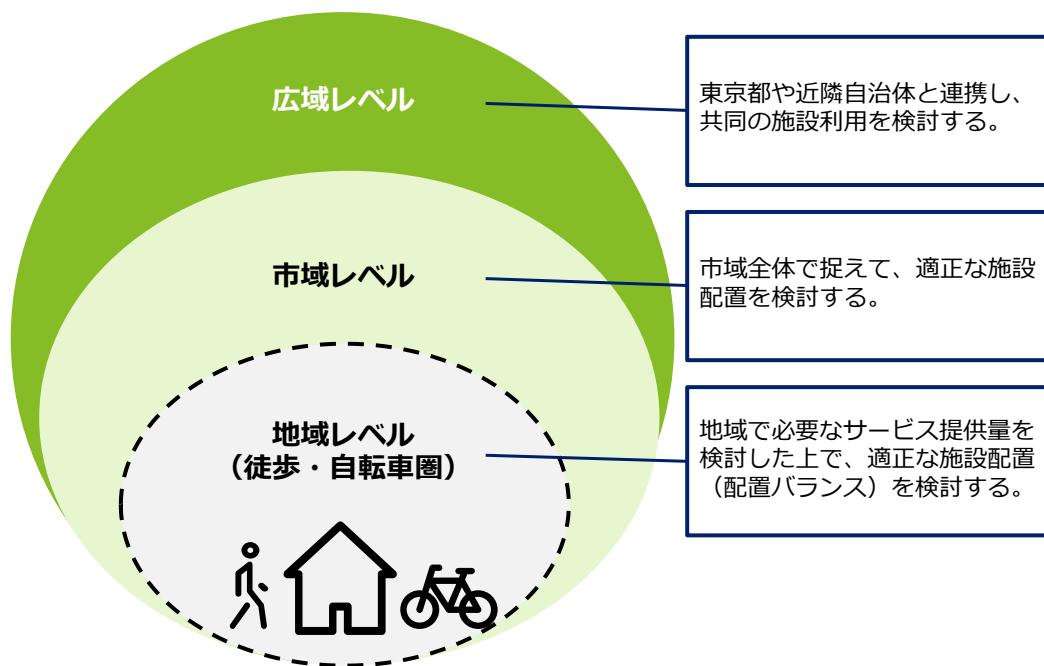 広域レベル
東京都や近隣自治体と連携し、
共同の施設利用を検討する。
市域レベル
市域全体で捉えて、適正な施設
配置を検討する。
地域レベル
（徒歩・自転車圏）
地域で必要なサービス提供量を
検討した上で、適正な施設配置
（配置バランス）を検討する。